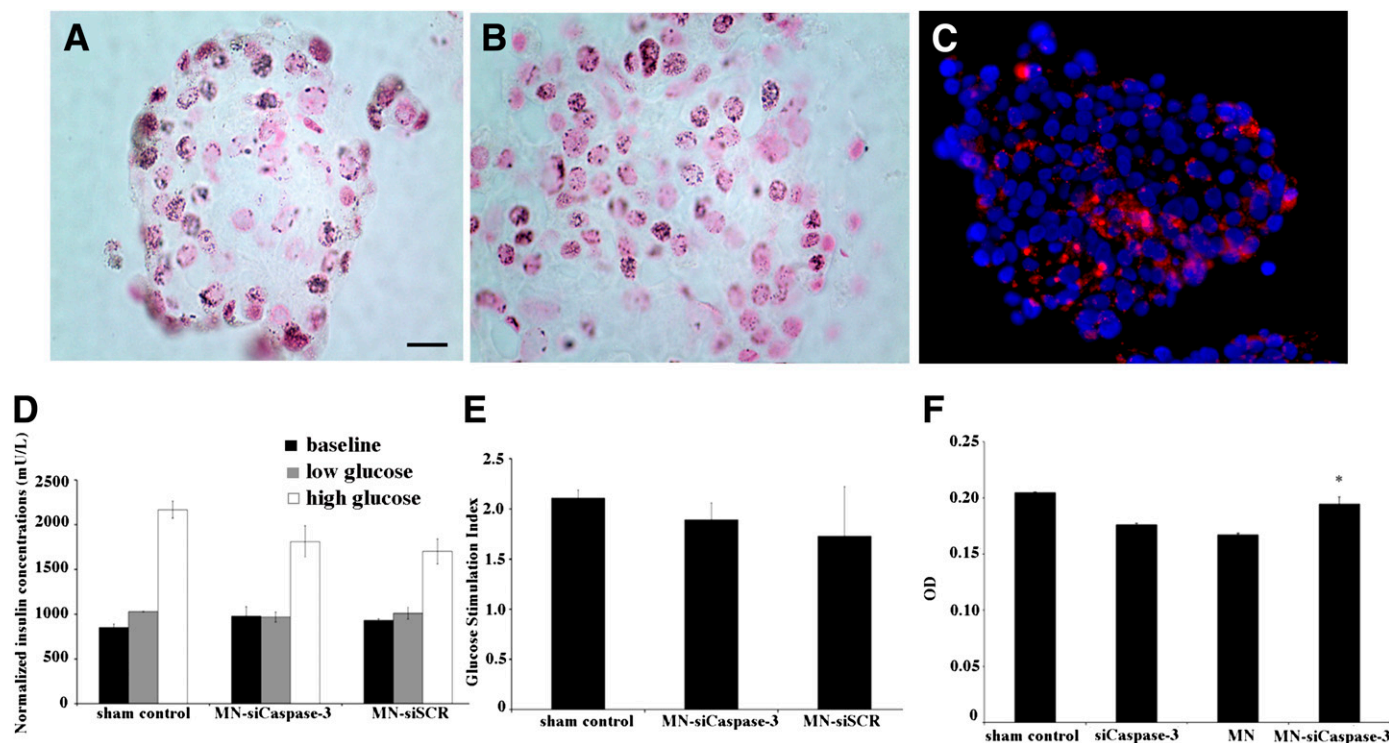 A
B
C
D
Normalized insulin concentrations (mU/L)
2500
2000
1500
1000
500
0
baseline
low glucose
high glucose
sham control
MN-siCaspase-3
MN-siSCR
E
Glucose Stimulation Index
2.5
2.0
1.5
1.0
0.5
0
sham control
MN-siCaspase-3
MN-siSCR
F
OD
0.25
0.20
0.15
0.10
0.05
0
*
sham control
siCaspase-3
MN
MN-siCaspase-3